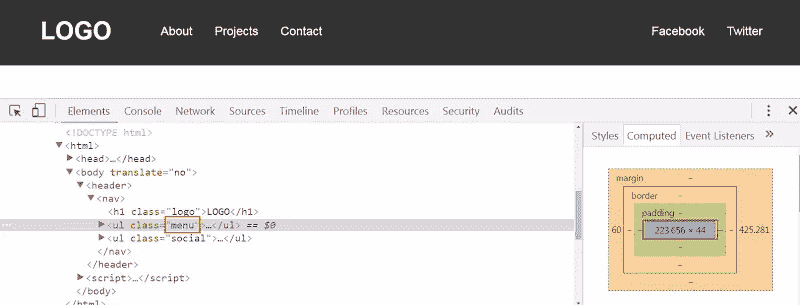 LOGO About Projects Contact Facebook Twitter
Elements Console Network Sources Timeline Profiles Resources Security Audits
<!DOCTYPE html>
<html>
<head>…</head>
<body translate="no">
<header>
<nav>
<h1 class="logo">LOGO</h1>
<ul class="menu">…</ul> == $0
<ul class="social">…</ul>
</nav>
</header>
<script>…</script>
</body>
</html>
Styles Computed Event Listeners »
margin -
border -
padding -
60 - - 223.656 × 44 - - 425.281
-
-
-